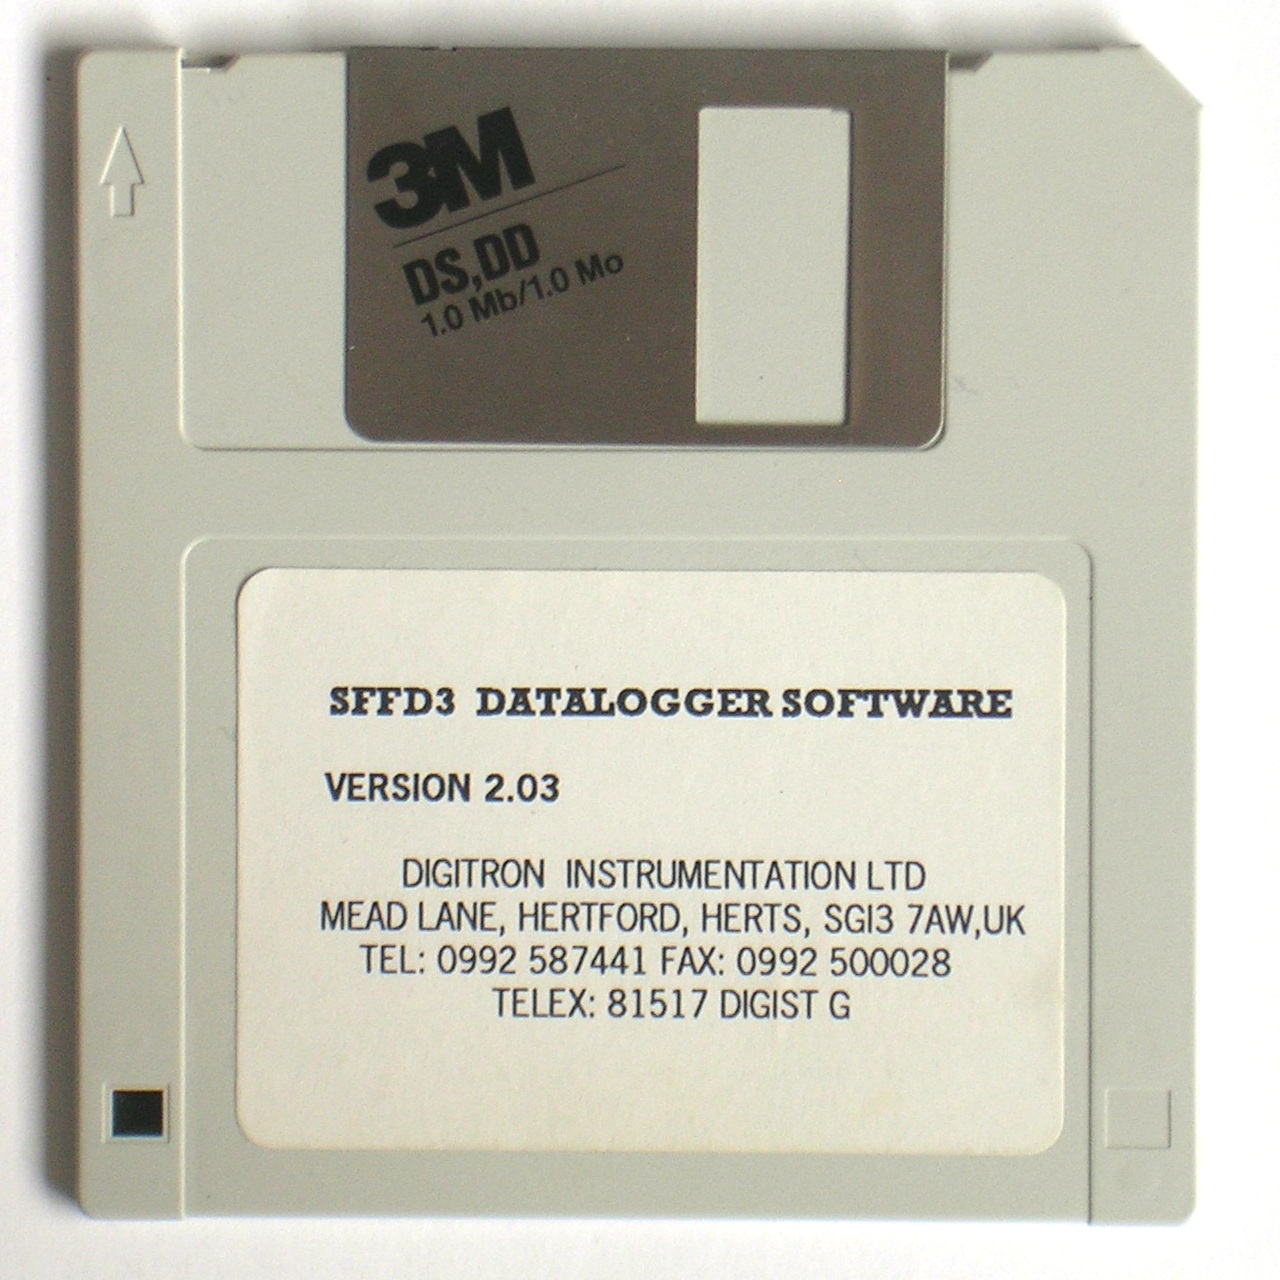 3M
DS,DD
1.0 Mb/1.0 Mo
SFFD3 DATALOGGER SOFTWARE
VERSION 2.03
DIGITRON INSTRUMENTATION LTD
MEAD LANE, HERTFORD, HERTS, SGI3 7AW,UK
TEL: 0992 587441 FAX: 0992 500028
TELEX: 81517 DIGIST G